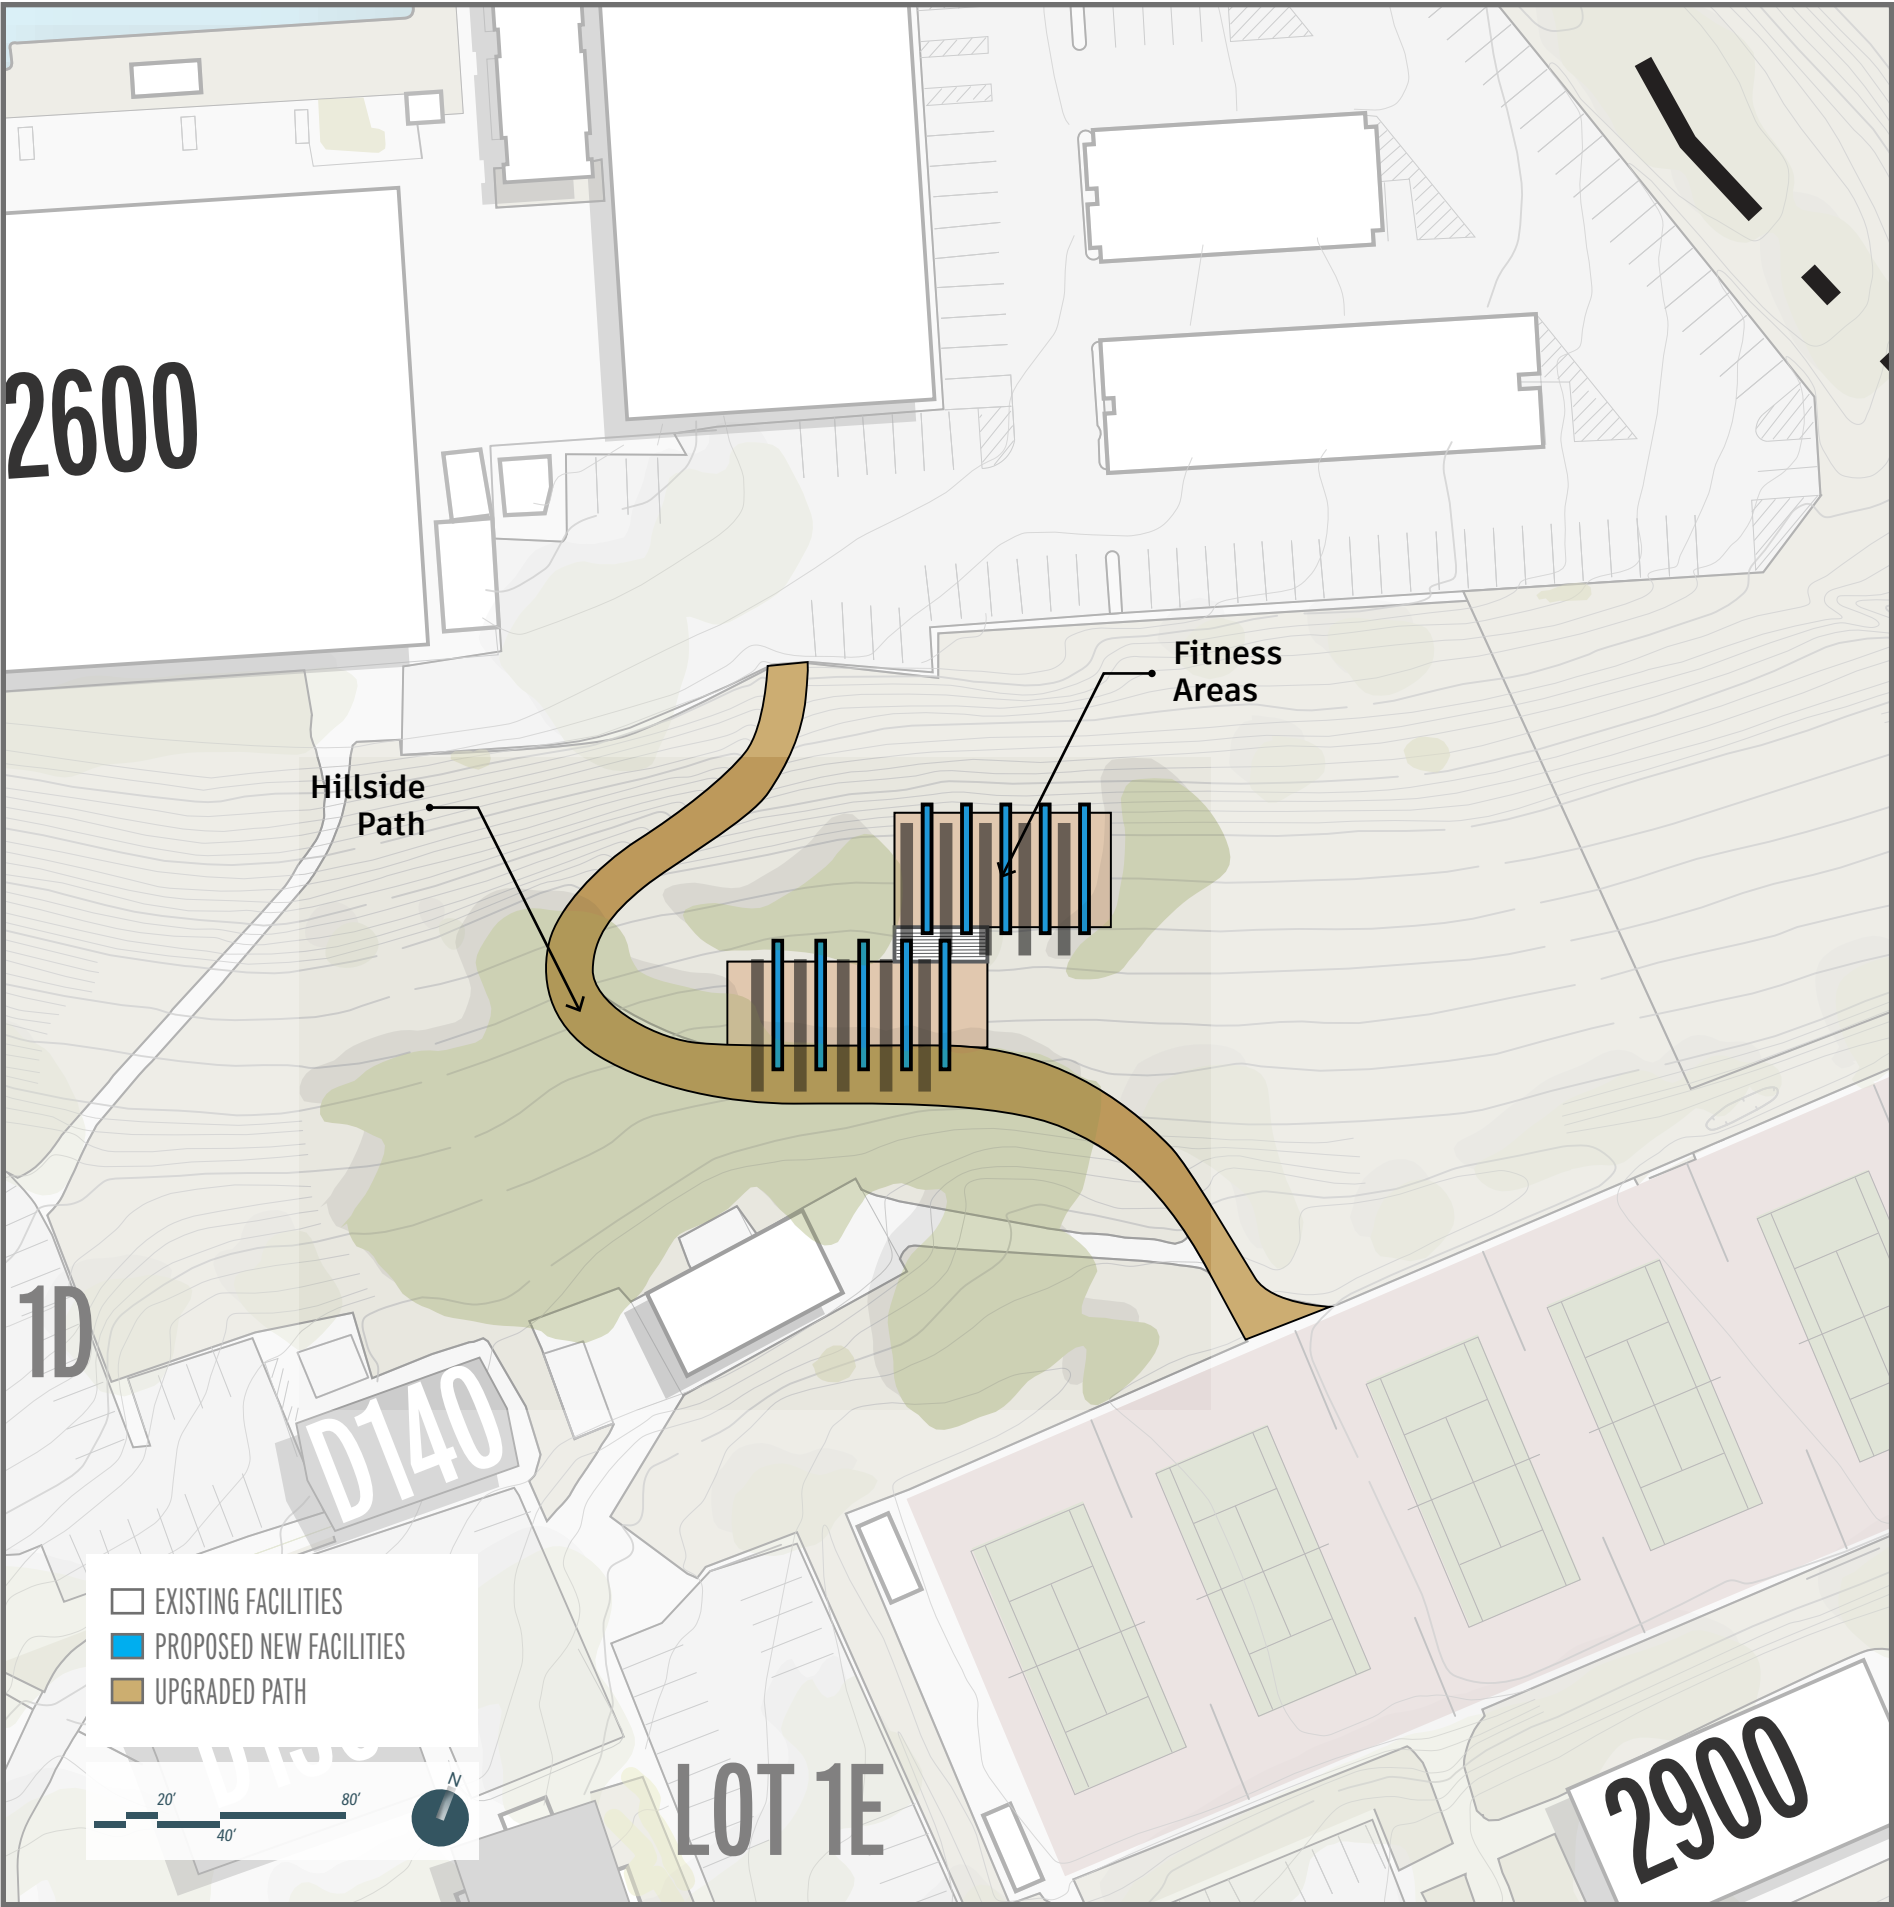 2600
Fitness
Areas
Hillside
Path
1D
D140
EXISTING FACILITIES
PROPOSED NEW FACILITIES
UPGRADED PATH
20'
80'
40'
N
LOT 1E
2900